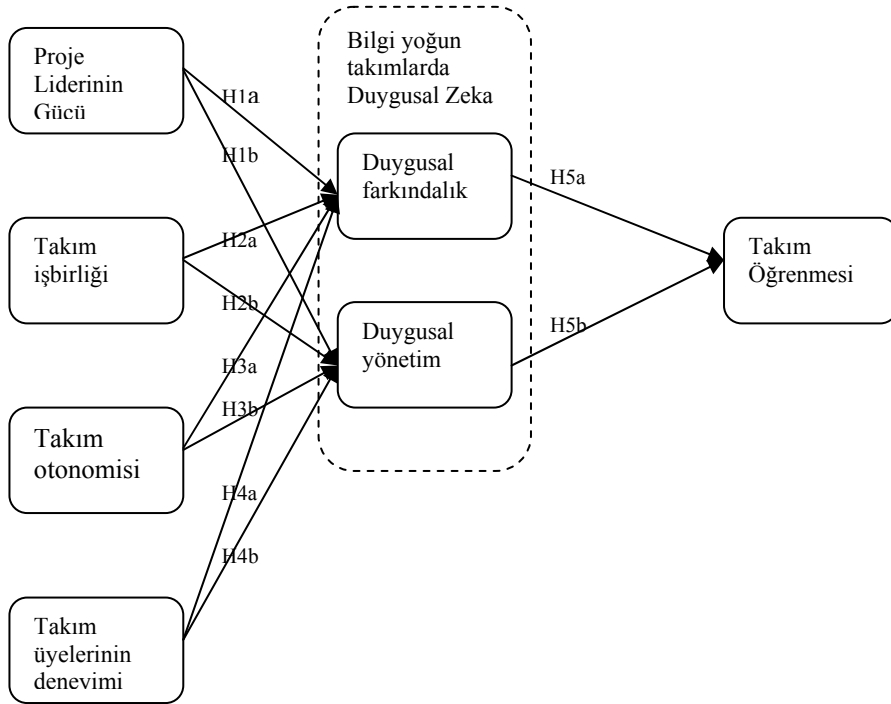 Proje
Liderinin
Gücü
Takım
işbirliği
Takım
otonomisi
Takım
üyelerinin
deneyimi
H1a
H1b
H2a
H2b
H3a
H3b
H4a
H4b
Bilgi yoğun
takımlarda
Duygusal Zeka
Duygusal
farkındalık
Duygusal
yönetim
H5a
H5b
Takım
Öğrenmesi